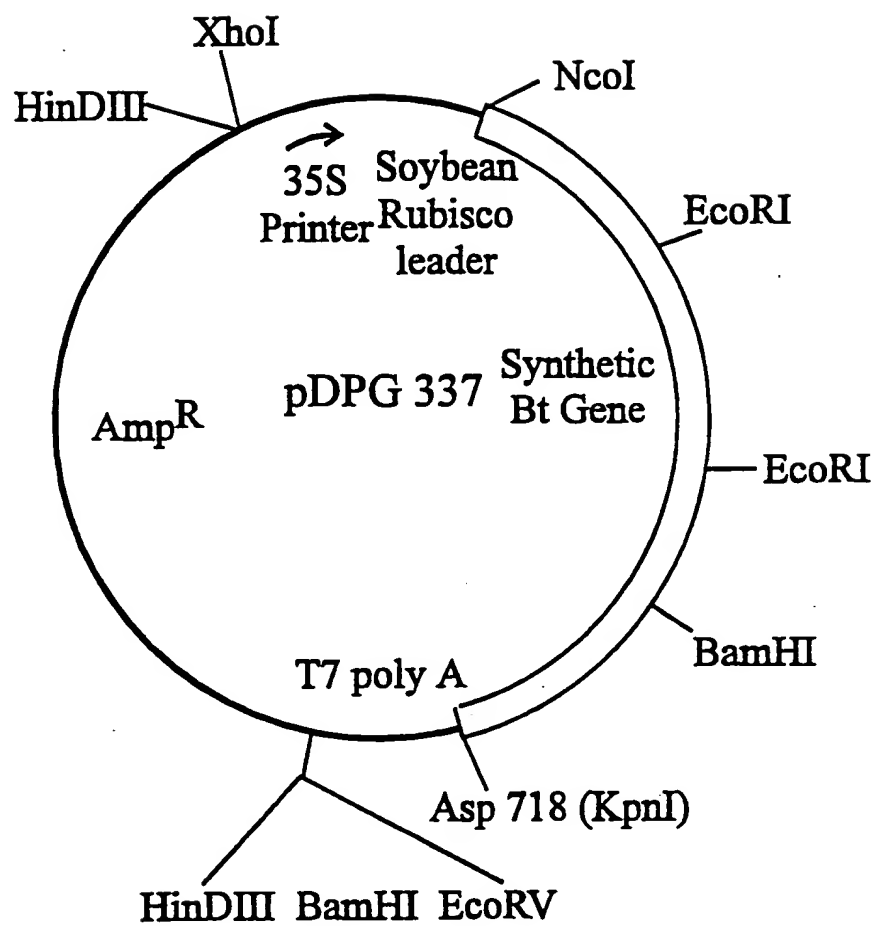 XhoI
HinDIII
NcoI
35S
Printer
Soybean
Rubisco
leader
EcoRI
pDPG 337
Synthetic
Bt Gene
AmpR
EcoRI
BamHI
T7 poly A
Asp 718 (KpnI)
HinDIII BamHI EcoRV